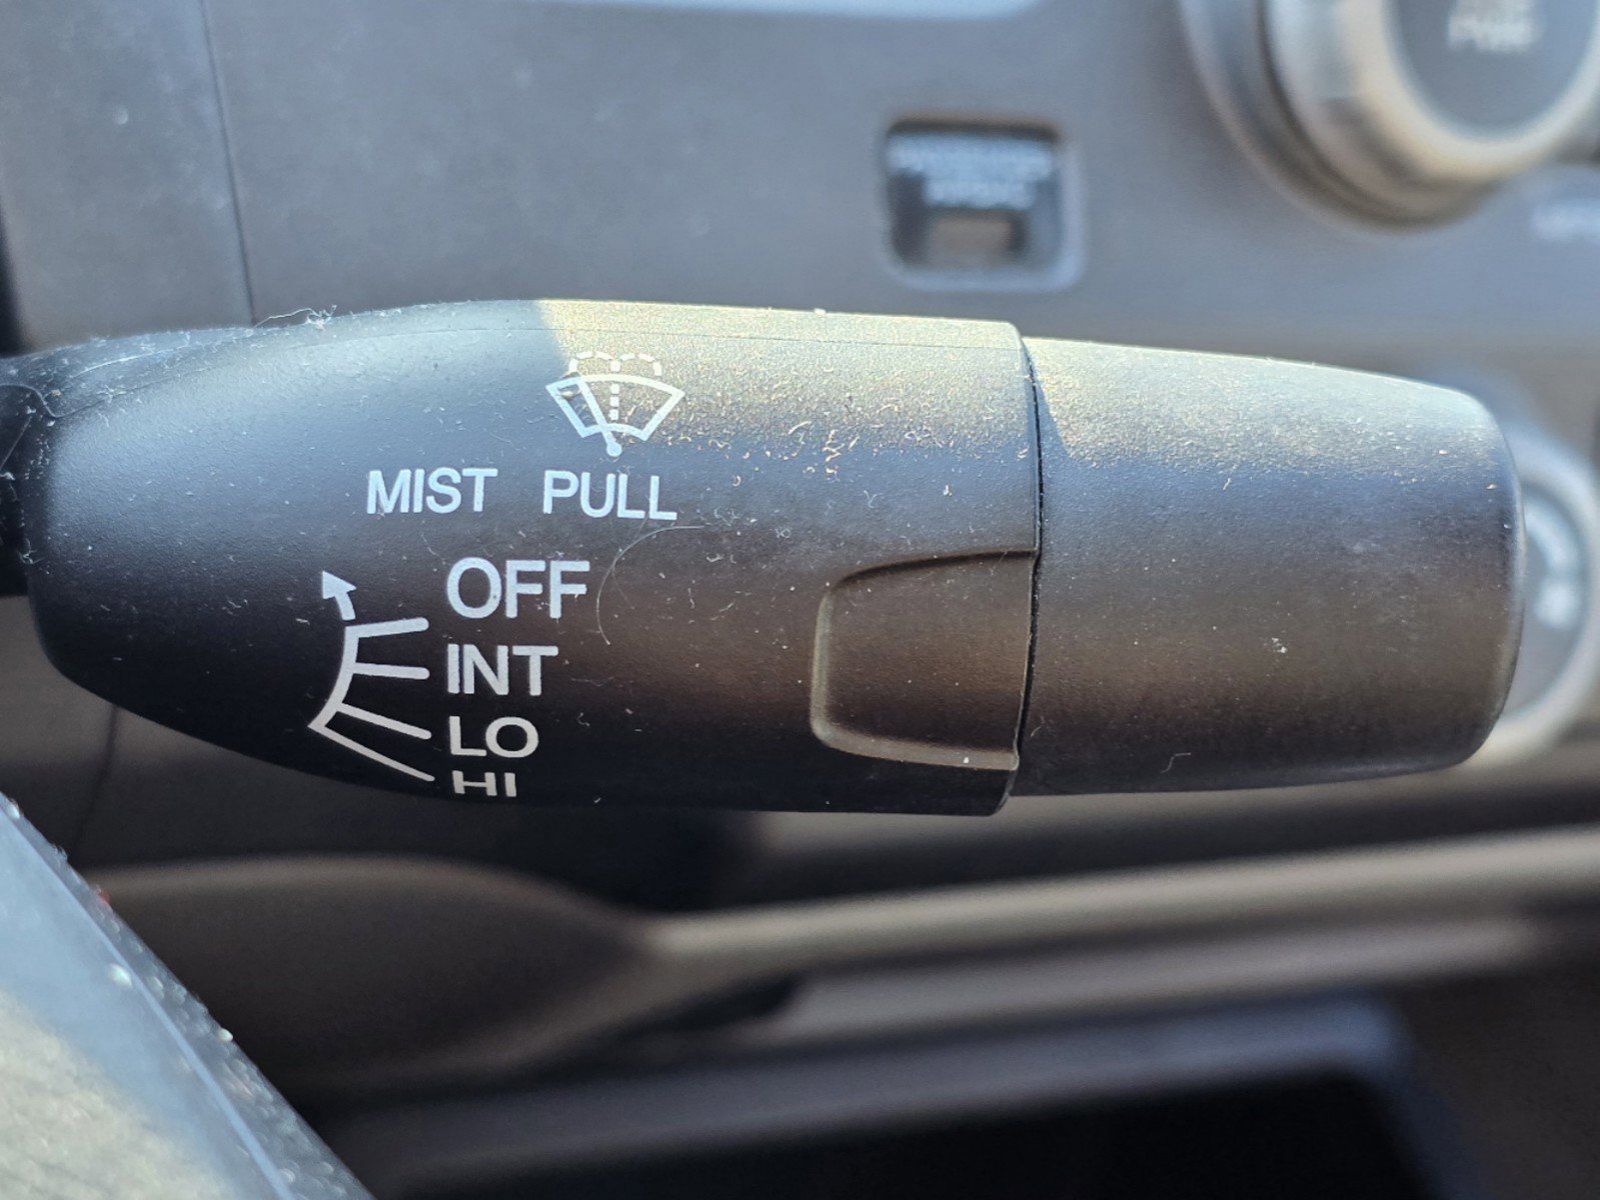 MIST PULL
OFF
INT
LO
HI